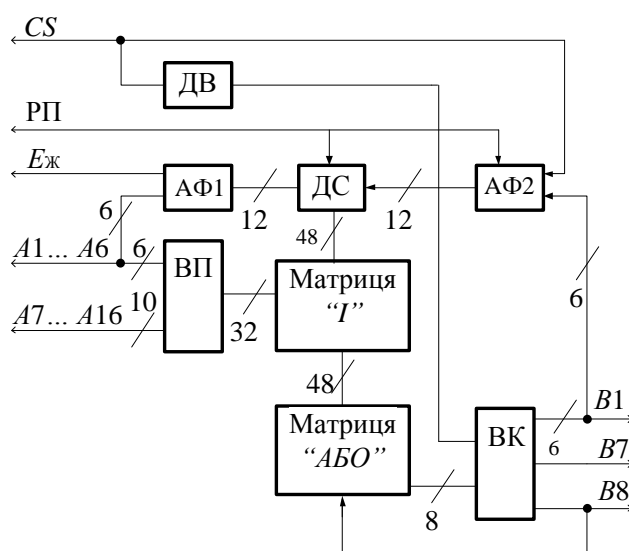 CS
ДВ
РП
Еж
АФ1
12
ДС
12
АФ2
6
48
A1... A6
6
ВП
Матриця
“І”
6
A7... A16
10
32
48
Матриця
“АБО”
ВК
6
B1
B7
8
B8